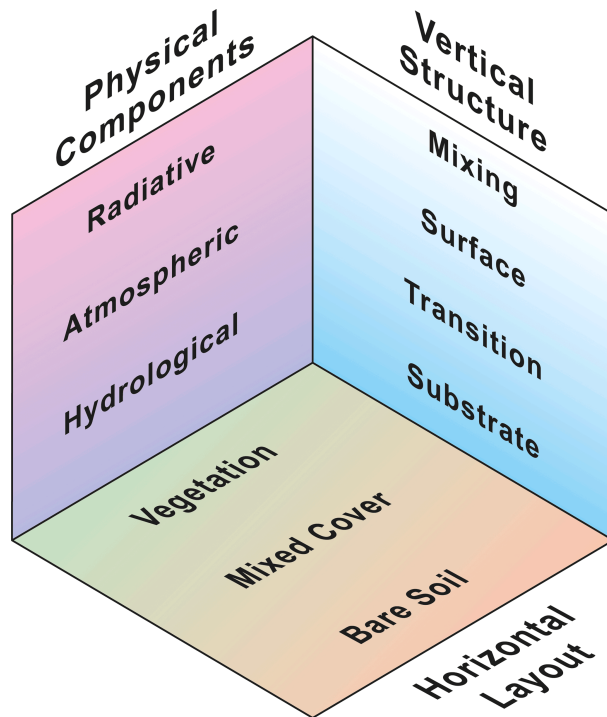 Physical
Components
Radiative
Atmospheric
Hydrological
Vertical
Structure
Mixing
Surface
Transition
Substrate
Vegetation
Mixed Cover
Bare Soil
Horizontal
Layout